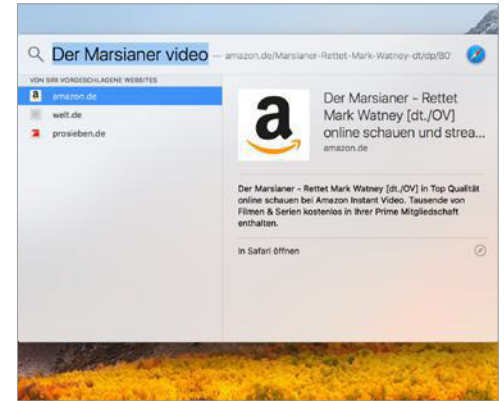 Der Marsianer video — amazon.de/Marsianer-Rettet-Mark-Watney-dt/dp/B0
VON SIRI VORGESCHLAGENE WEBSITES
a amazon.de
welt.de
prosieben.de
a
Der Marsianer – Rettet
Mark Watney [dt./OV]
online schauen und strea...
amazon.de
Der Marsianer – Rettet Mark Watney [dt./OV] in Top Qualität
online schauen bei Amazon Instant Video. Tausende von
Filmen & Serien kostenlos in Ihrer Prime Mitgliedschaft
enthalten.
In Safari öffnen